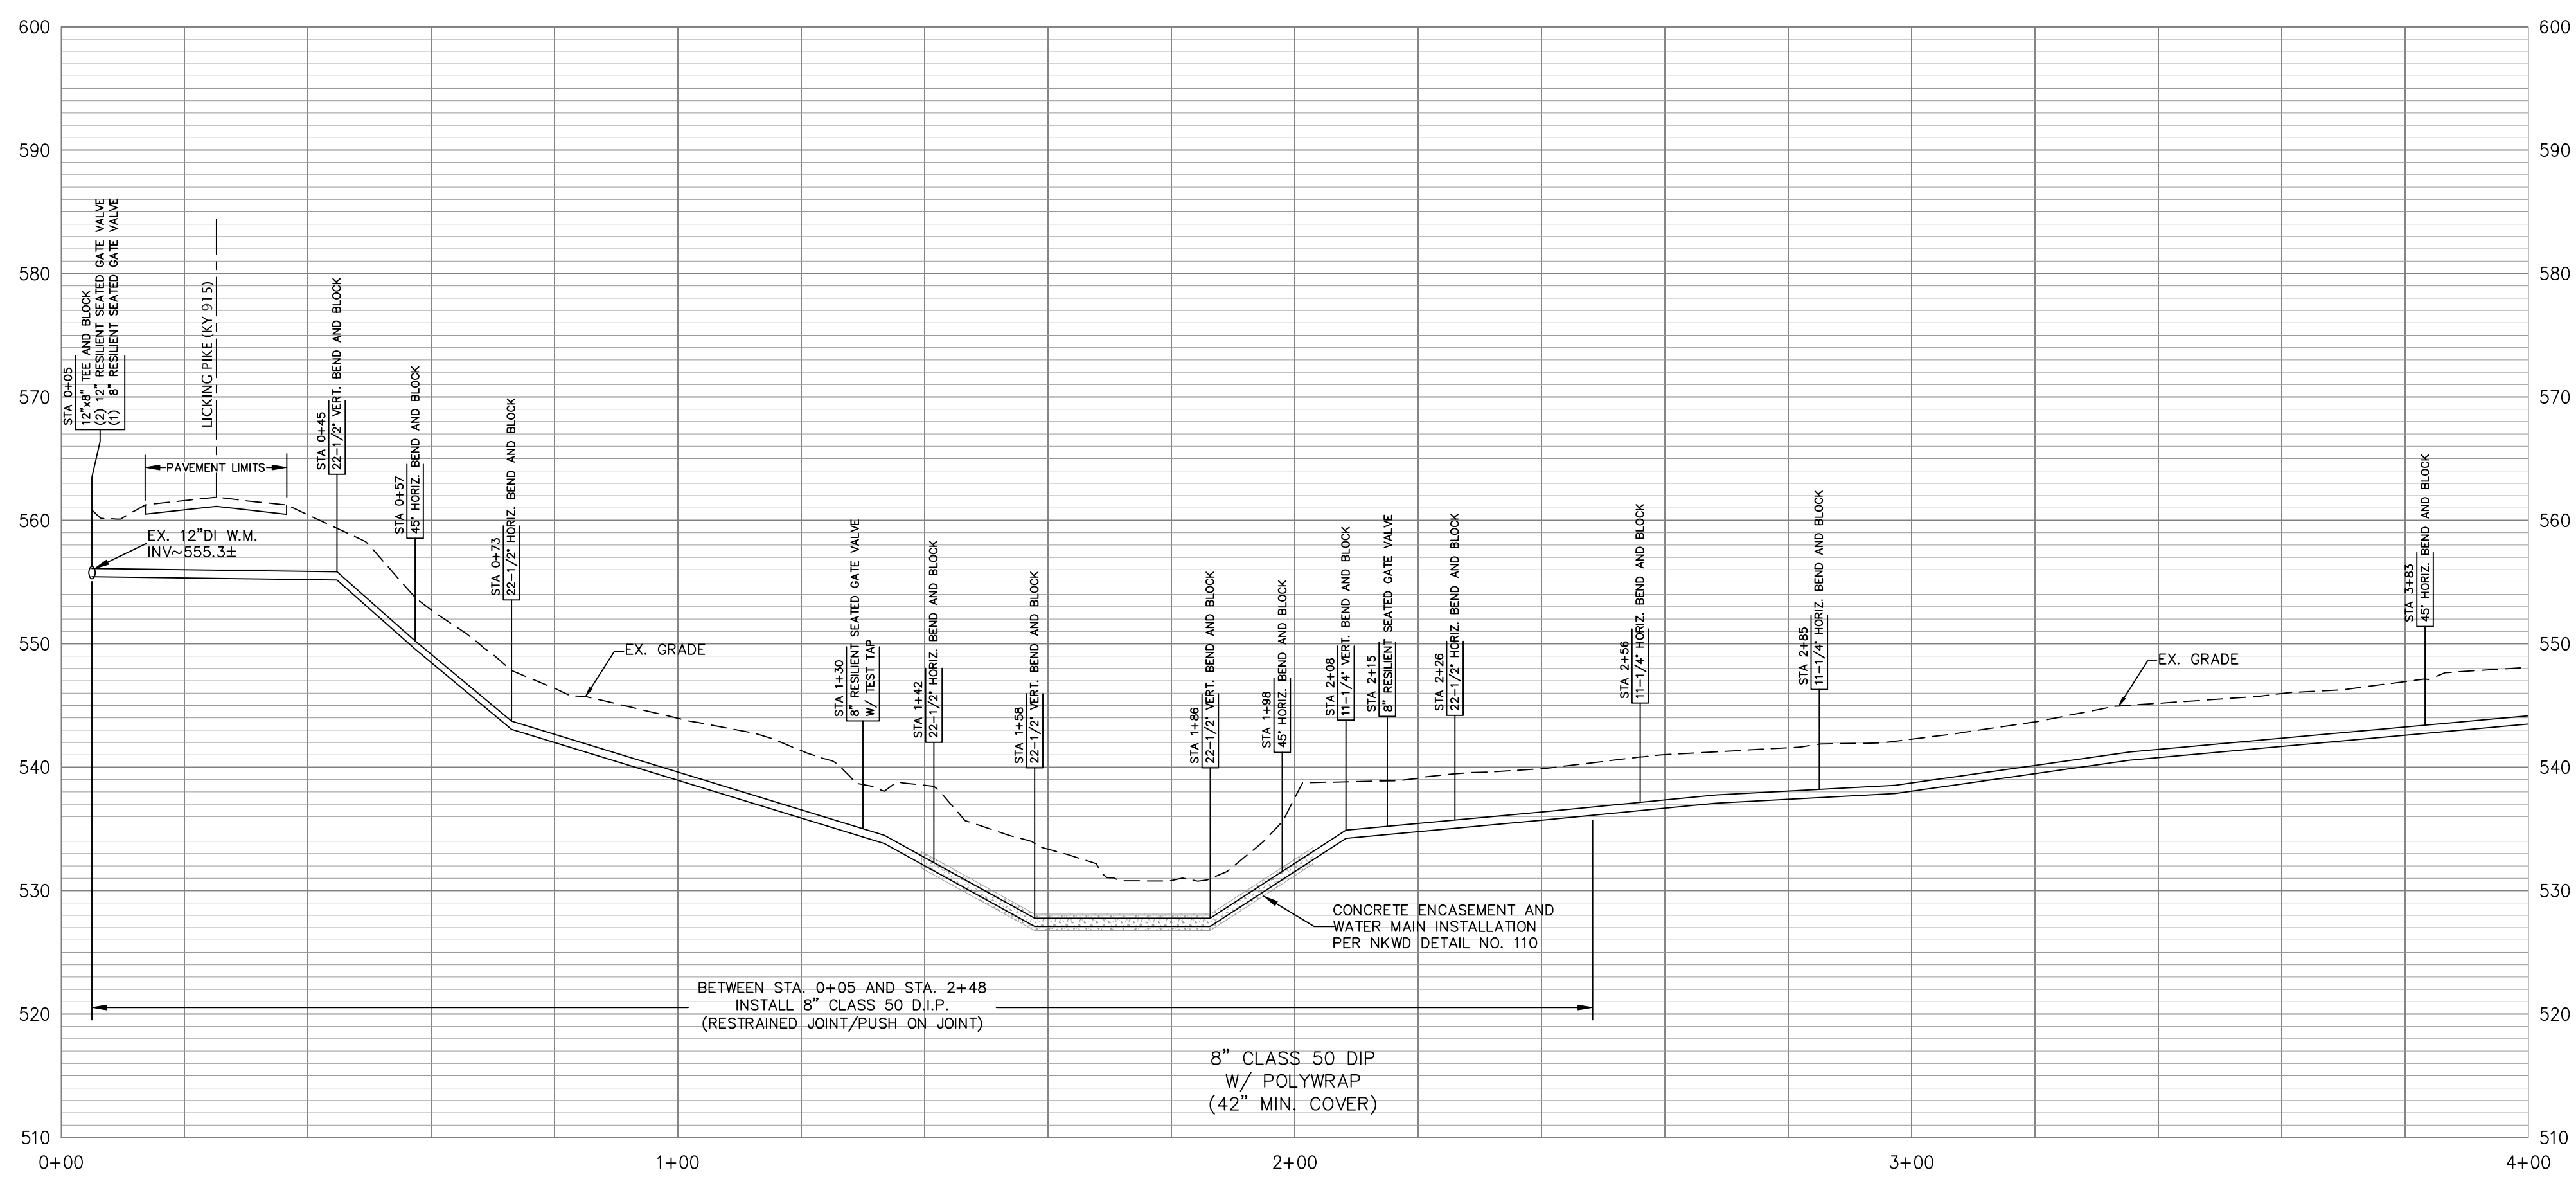 600
590
580
570
560
550
540
530
520
510
600
590
580
570
560
550
540
530
520
510
STA 0+05
12"x8" TEE AND BLOCK
(2) 12" RESILIENT SEATED GATE VALVE
(1) 8" RESILIENT SEATED GATE VALVE
LICKING PIKE (KY 915)
PAVEMENT LIMITS
EX. 12"DI W.M.
INV~555.3±
STA 0+45
22-1/2° VERT. BEND AND BLOCK
STA 0+57
45° HORIZ. BEND AND BLOCK
STA 0+73
22-1/2° HORIZ. BEND AND BLOCK
EX. GRADE
STA 1+30
8" RESILIENT SEATED GATE VALVE
W/ TEST TAP
STA 1+42
22-1/2° HORIZ. BEND AND BLOCK
STA 1+58
22-1/2° VERT. BEND AND BLOCK
STA 1+86
22-1/2° VERT. BEND AND BLOCK
STA 1+98
45° HORIZ. BEND AND BLOCK
STA 2+08
11-1/4° VERT. BEND AND BLOCK
STA 2+15
8" RESILIENT SEATED GATE VALVE
STA 2+26
22-1/2° HORIZ. BEND AND BLOCK
STA 2+56
11-1/4° HORIZ. BEND AND BLOCK
STA 2+85
11-1/4° HORIZ. BEND AND BLOCK
EX. GRADE
STA 3+83
45° HORIZ. BEND AND BLOCK
CONCRETE ENCASEMENT AND
WATER MAIN INSTALLATION
PER NKWD DETAIL NO. 110
BETWEEN STA. 0+05 AND STA. 2+48
INSTALL 8" CLASS 50 D.I.P.
(RESTRAINED JOINT/PUSH ON JOINT)
8" CLASS 50 DIP
W/ POLYWRAP
(42" MIN. COVER)
0+00
1+00
2+00
3+00
4+00